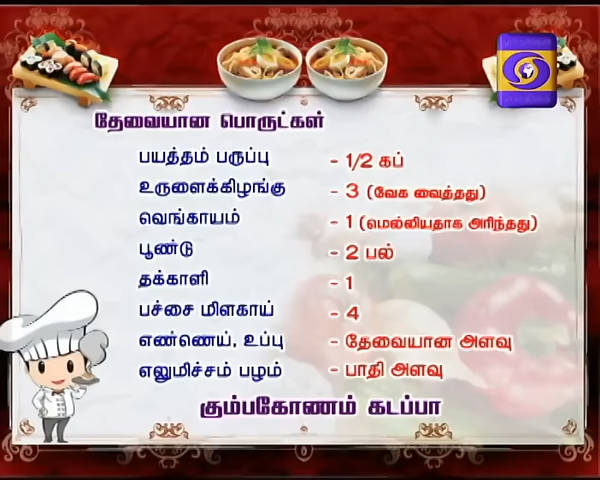 தேவையான பொருட்கள்
பயத்தம் பருப்பு - 1/2 கப்
உருளைக்கிழங்கு - 3 (வேக வைத்தது)
வெங்காயம் - 1 (மெல்லியதாக அரிந்தது)
பூண்டு - 2 பல்
தக்காளி - 1
பச்சை மிளகாய் - 4
எண்ணெய், உப்பு - தேவையான அளவு
எலுமிச்சம் பழம் - பாதி அளவு
கும்பகோணம் கடப்பா